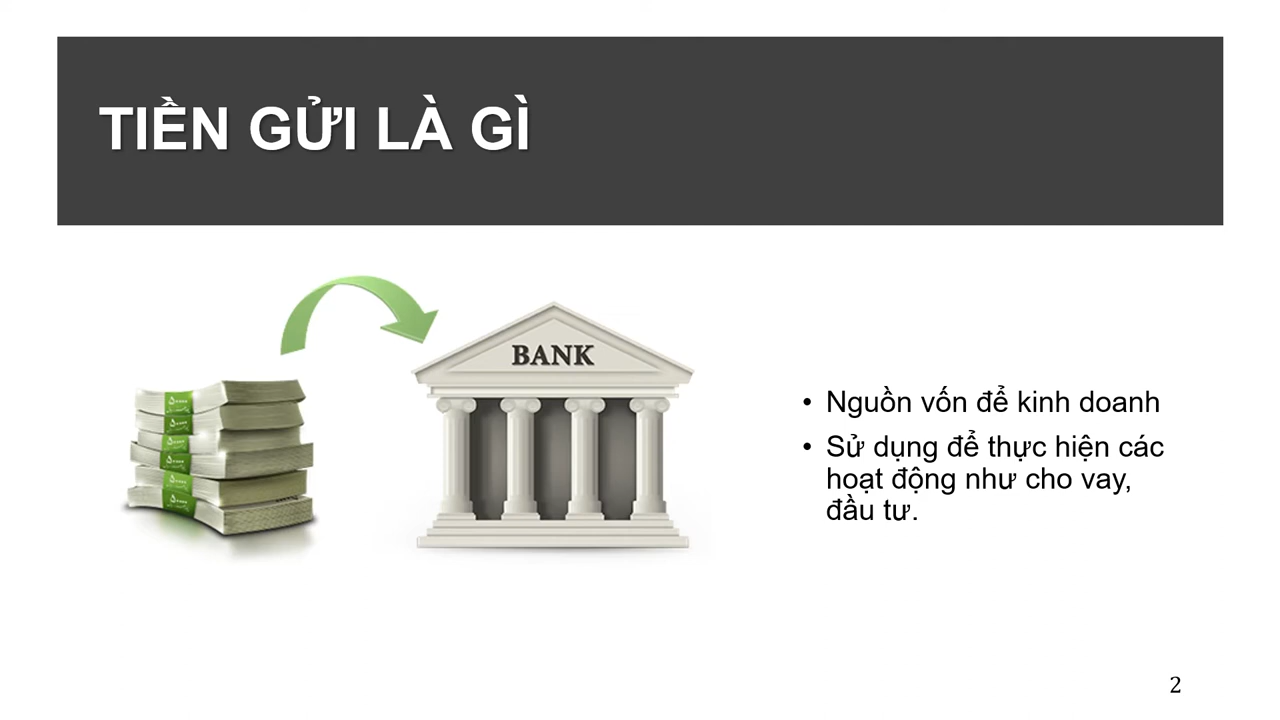 TIỀN GỬI LÀ GÌ
BANK
• Nguồn vốn để kinh doanh
• Sử dụng để thực hiện các
hoạt động như cho vay,
đầu tư.
2